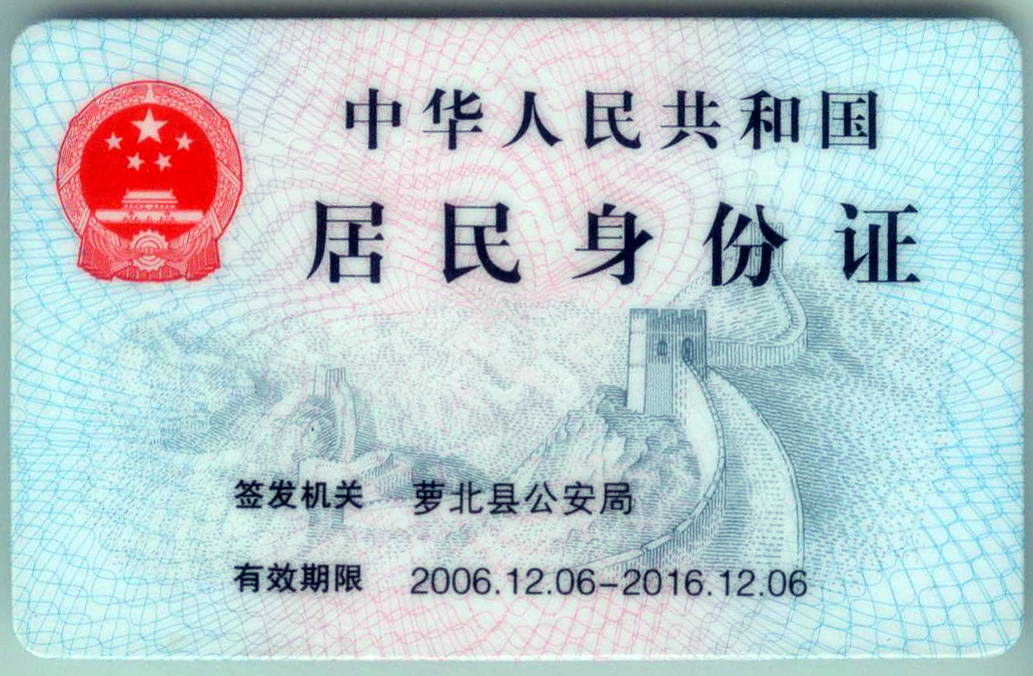 中华人民共和国
居民身份证
签发机关 萝北县公安局
有效期限 2006.12.06-2016.12.06